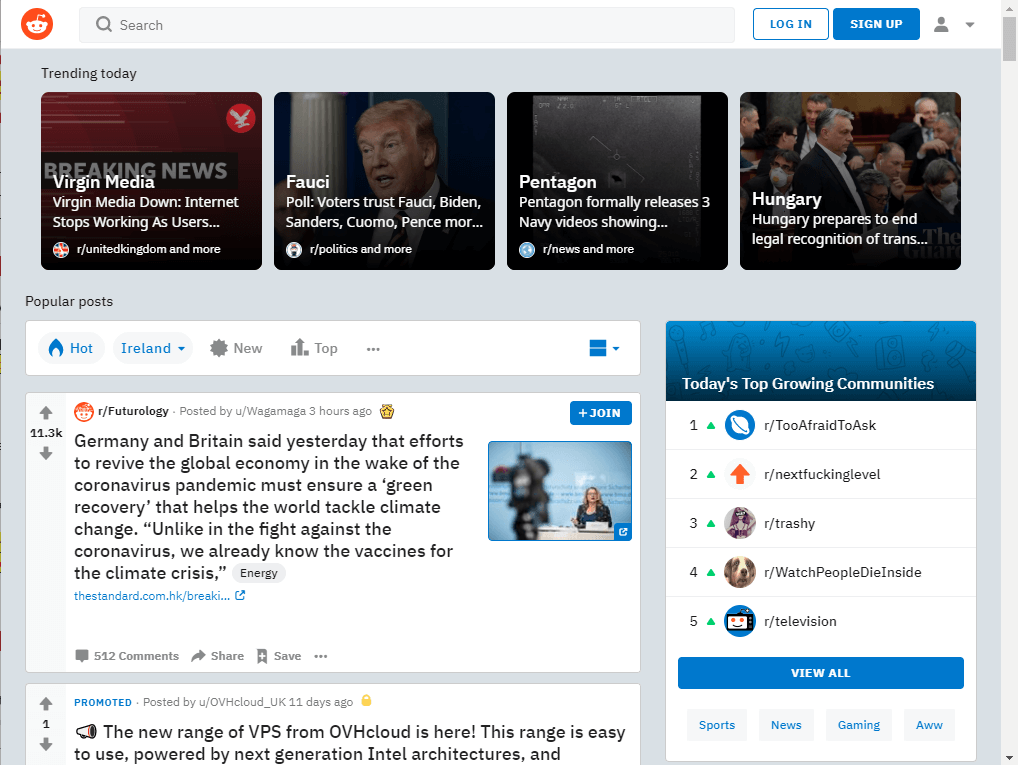 Search
LOG IN
SIGN UP
Trending today
BREAKING NEWS
Virgin Media
Virgin Media Down: Internet
Stops Working As Users...
r/unitedkingdom and more
Fauci
Poll: Voters trust Fauci, Biden,
Sanders, Cuomo, Pence mor...
r/politics and more
Pentagon
Pentagon formally releases 3
Navy videos showing...
r/news and more
Hungary
Hungary prepares to end
legal recognition of trans...
Popular posts
Hot
Ireland
New
Top
11.3k
r/Futurology · Posted by u/Wagamaga 3 hours ago
+ JOIN
Germany and Britain said yesterday that efforts
to revive the global economy in the wake of the
coronavirus pandemic must ensure a ‘green
recovery’ that helps the world tackle climate
change. “Unlike in the fight against the
coronavirus, we already know the vaccines for
the climate crisis,” Energy
thestandard.com.hk/breaki...
512 Comments
Share
Save
1
PROMOTED · Posted by u/OVHcloud_UK 11 days ago
The new range of VPS from OVHcloud is here! This range is easy
to use, powered by next generation Intel architectures, and
Today's Top Growing Communities
1 r/TooAfraidToAsk
2 r/nextfuckinglevel
3 r/trashy
4 r/WatchPeopleDieInside
5 r/television
VIEW ALL
Sports
News
Gaming
Aww